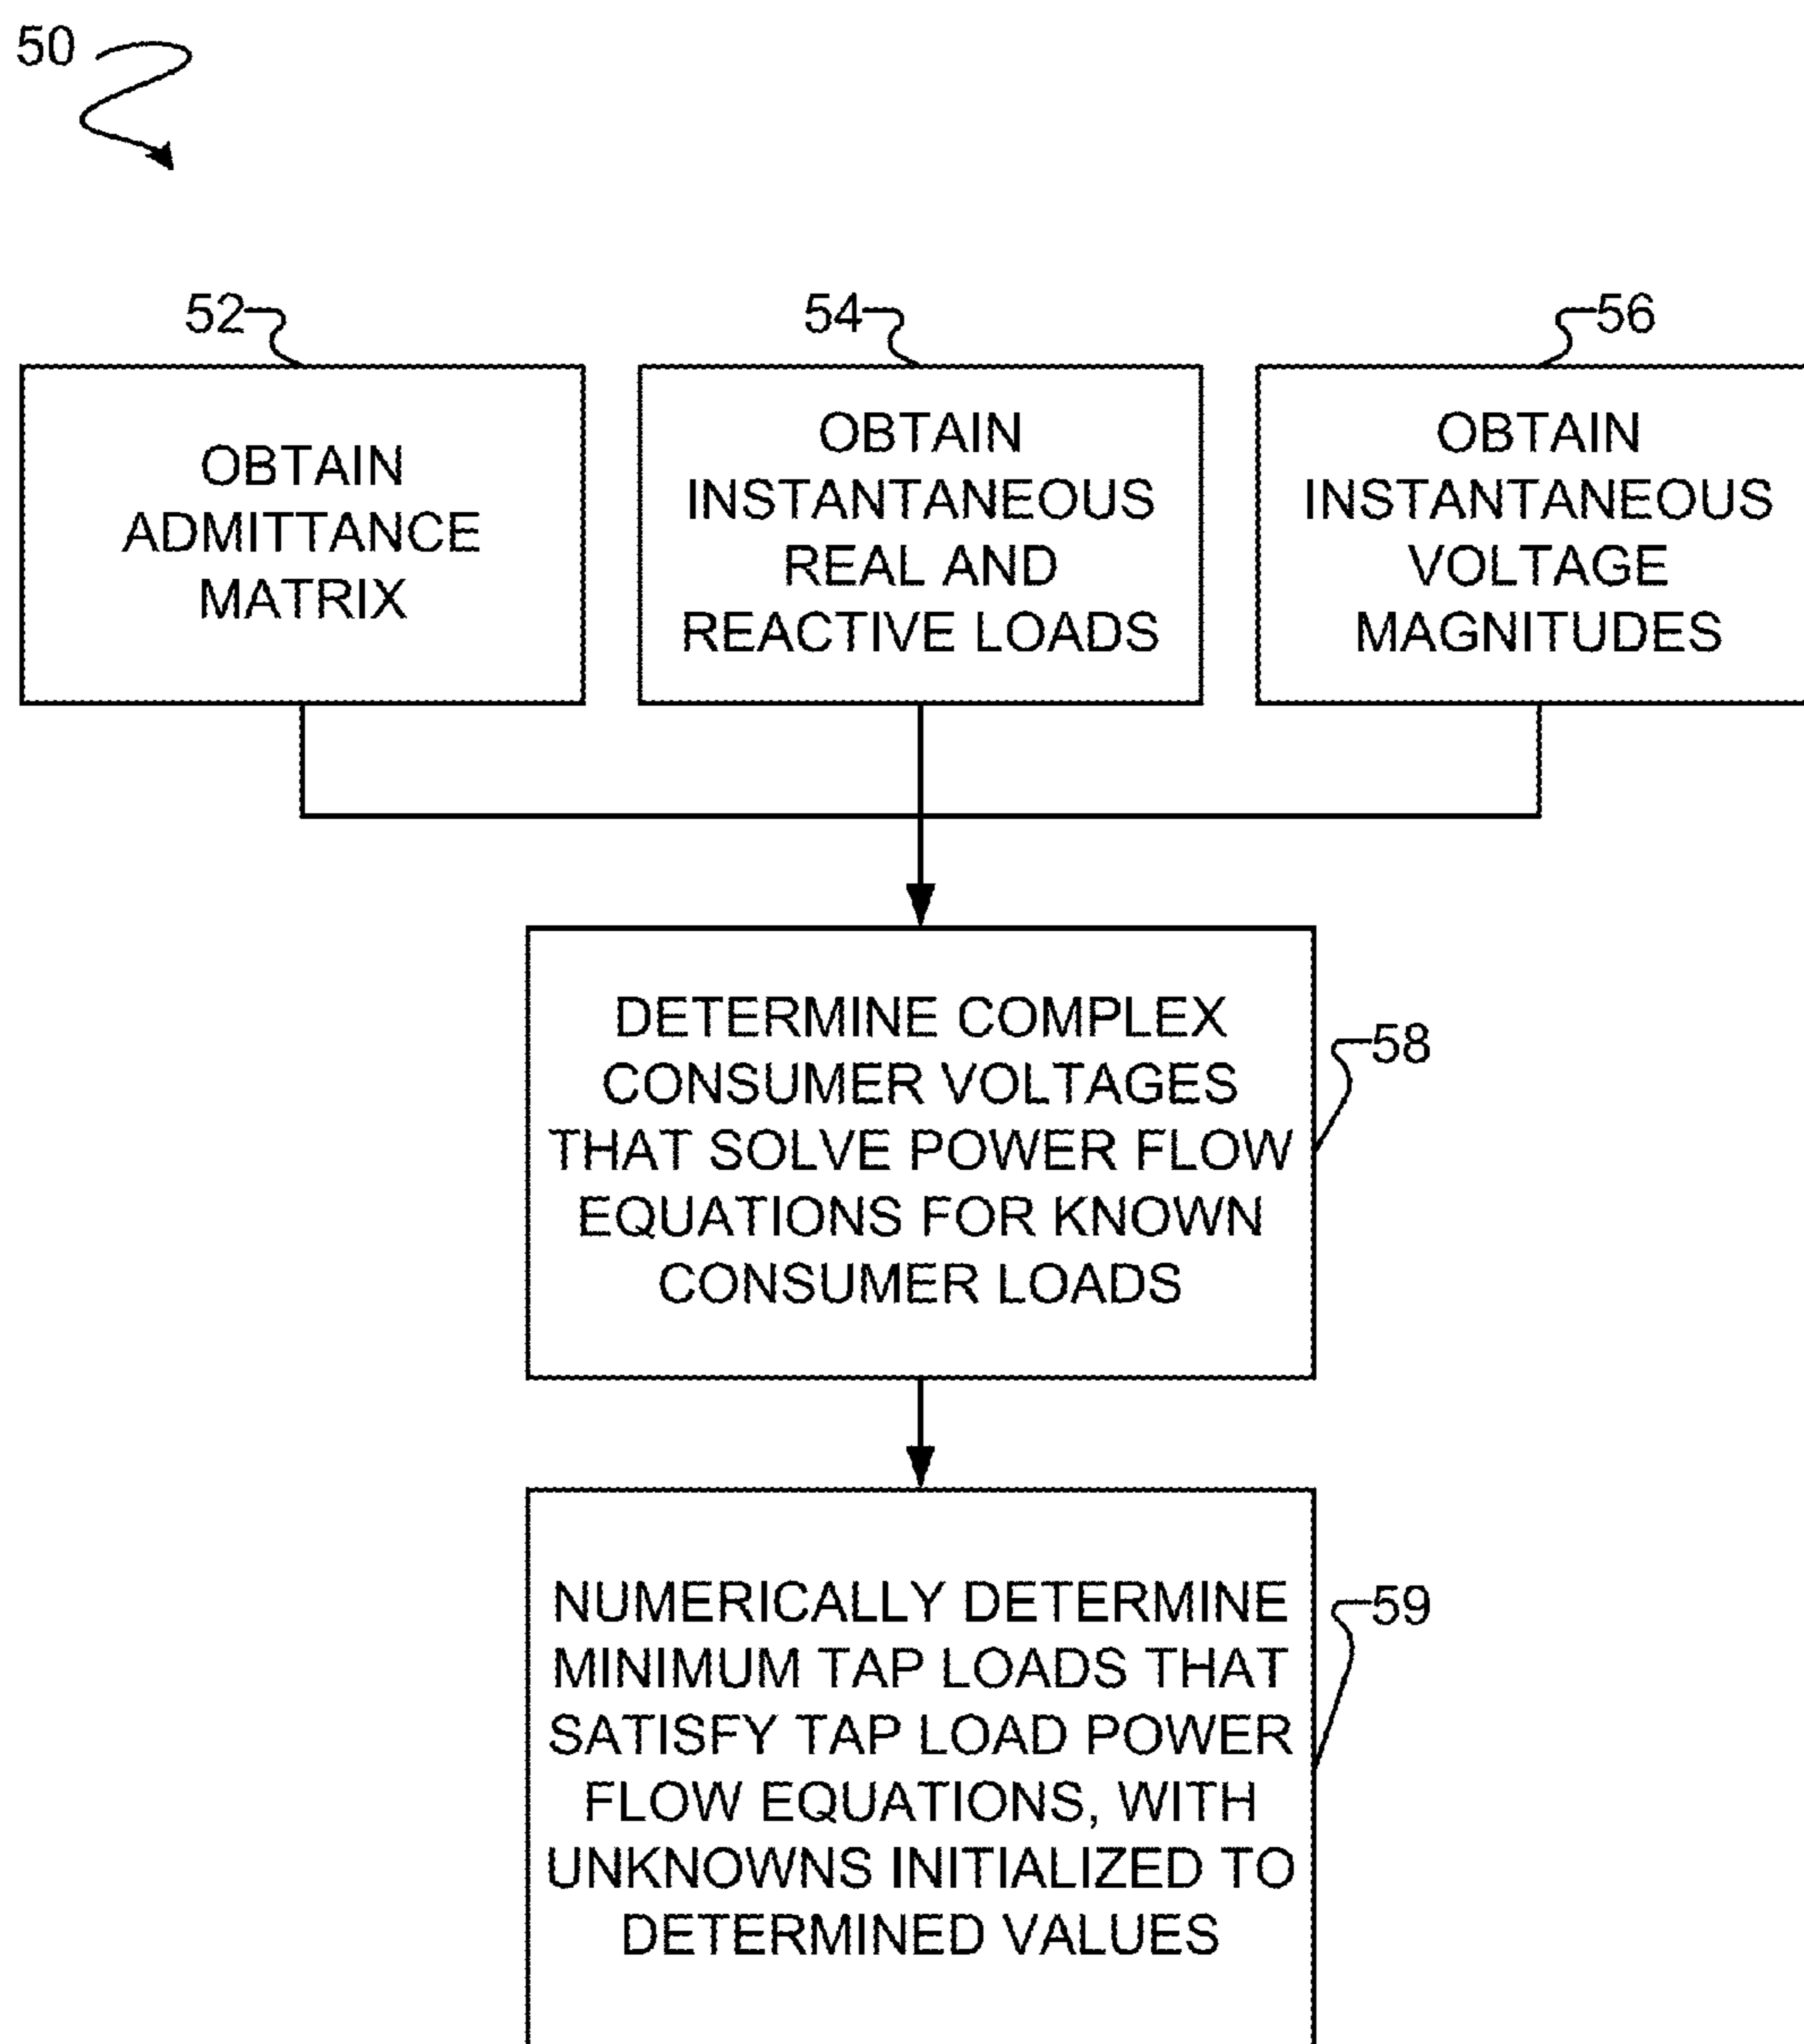 50
52
OBTAIN
ADMITTANCE
MATRIX
54
OBTAIN
INSTANTANEOUS
REAL AND
REACTIVE LOADS
56
OBTAIN
INSTANTANEOUS
VOLTAGE
MAGNITUDES
DETERMINE COMPLEX
CONSUMER VOLTAGES
THAT SOLVE POWER FLOW
EQUATIONS FOR KNOWN
CONSUMER LOADS
58
NUMERICALLY DETERMINE
MINIMUM TAP LOADS THAT
SATISFY TAP LOAD POWER
FLOW EQUATIONS, WITH
UNKNOWNS INITIALIZED TO
DETERMINED VALUES
59